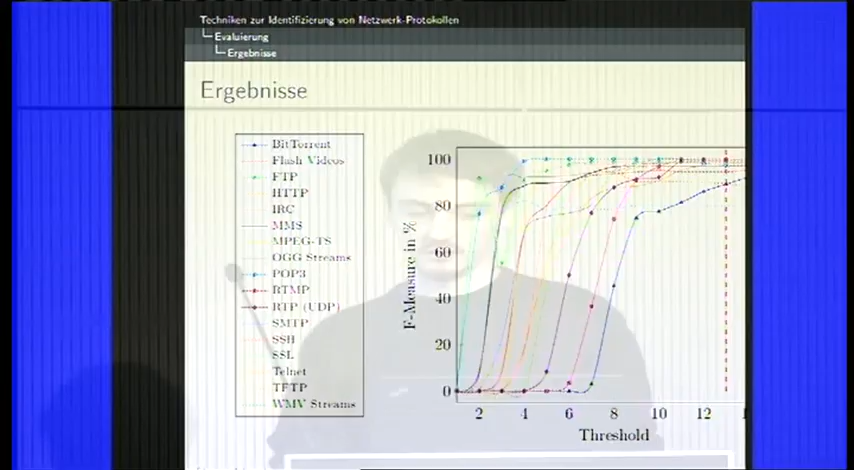 Techniken zur Identifizierung von Netzwerk-Protokollen
Evaluierung
Ergebnisse
Ergebnisse
BitTorrent
Flash Videos
FTP
HTTP
IRC
MMS
MPEG-TS
OGG Streams
POP3
RTMP
RTP (UDP)
SMTP
SSH
SSL
Telnet
TFTP
WMV Streams
F-Measure in %
100
80
60
40
20
0
2 4 6 8 10 12
Threshold